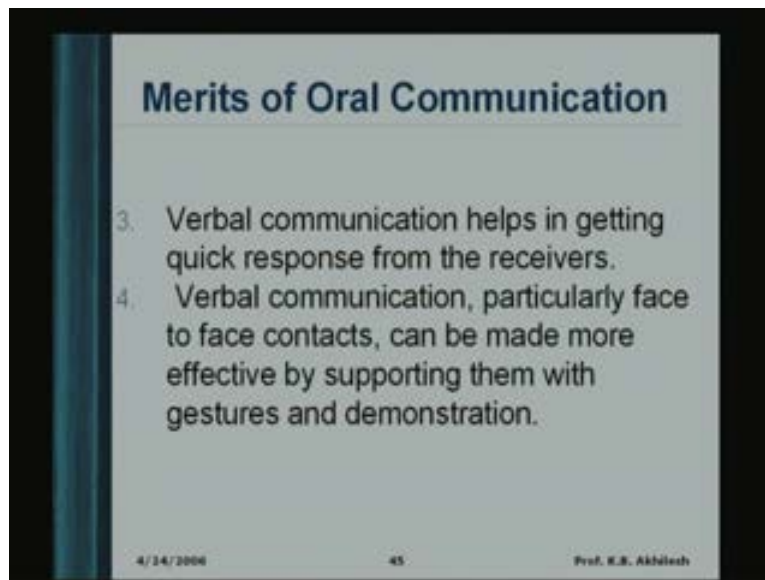 Merits of Oral Communication
3. Verbal communication helps in getting
quick response from the receivers.
4. Verbal communication, particularly face
to face contacts, can be made more
effective by supporting them with
gestures and demonstration.
4/24/2006 45 Prof. K.B. Akhilesh